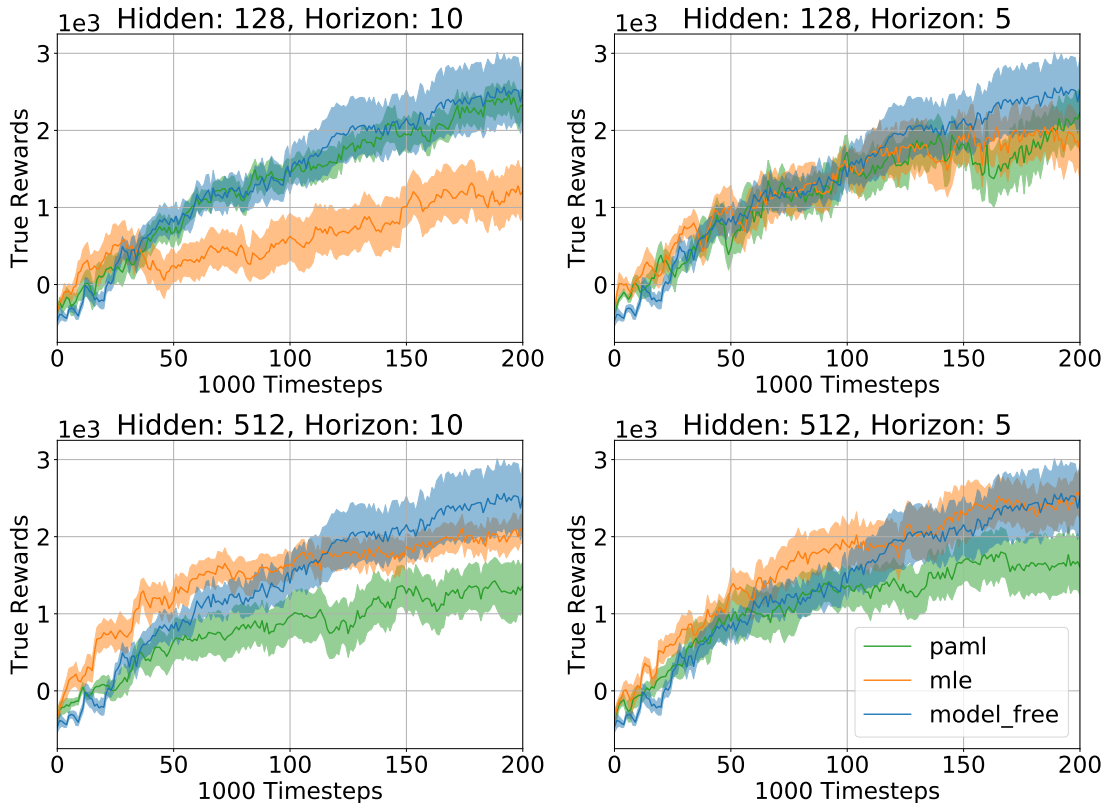 1e3 Hidden: 128, Horizon: 10
True Rewards
3
2
1
0
0 50 100 150 200
1000 Timesteps
1e3 Hidden: 128, Horizon: 5
True Rewards
3
2
1
0
0 50 100 150 200
1000 Timesteps
1e3 Hidden: 512, Horizon: 10
True Rewards
3
2
1
0
0 50 100 150 200
1000 Timesteps
1e3 Hidden: 512, Horizon: 5
True Rewards
3
2
1
0
paml
mle
model_free
0 50 100 150 200
1000 Timesteps